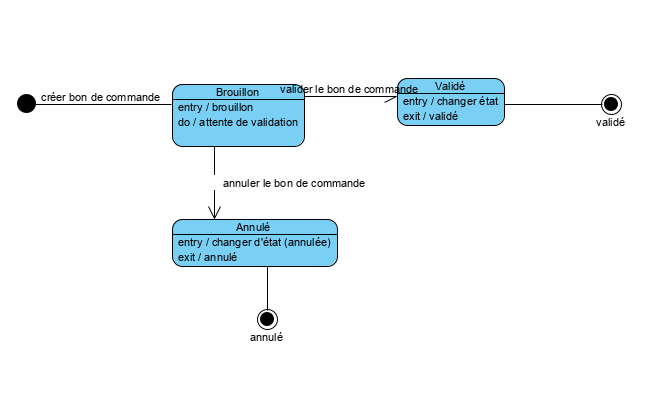 créer bon de commande
Brouillon
entry / brouillon
do / attente de validation
valider le bon de commande
Validé
entry / changer état
exit / validé
validé
annuler le bon de commande
Annulé
entry / changer d'état (annulée)
exit / annulé
annulé